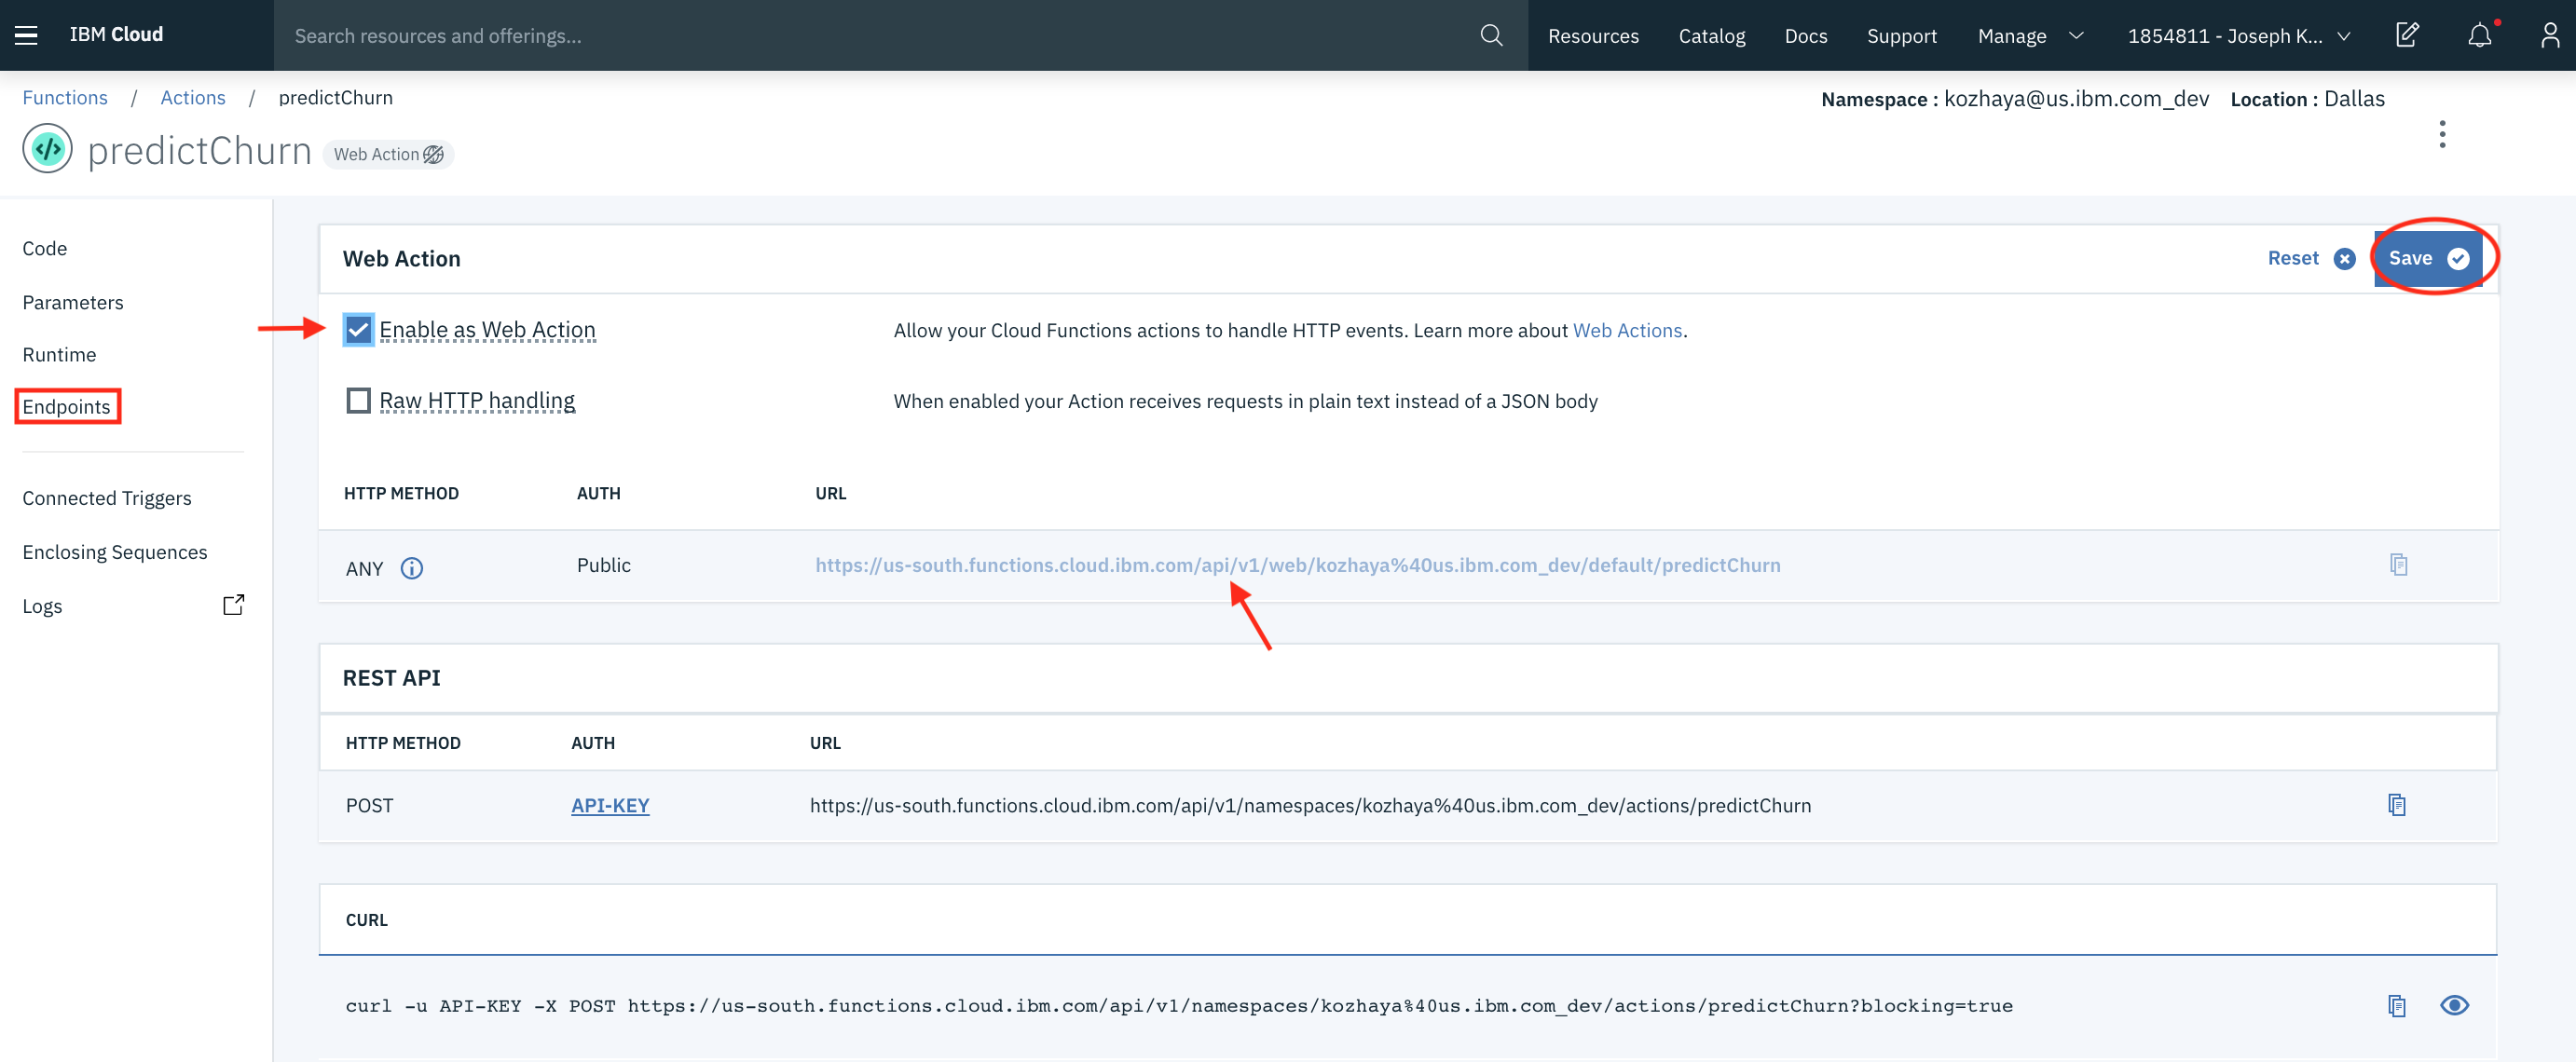 IBM Cloud
Search resources and offerings...
Resources Catalog Docs Support Manage 1854811 - Joseph K...
Functions / Actions / predictChurn
Namespace : kozhaya@us.ibm.com_dev Location : Dallas
predictChurn Web Action
Code
Parameters
Runtime
Endpoints
Connected Triggers
Enclosing Sequences
Logs
Web Action
Reset Save
Enable as Web Action Allow your Cloud Functions actions to handle HTTP events. Learn more about Web Actions.
Raw HTTP handling When enabled your Action receives requests in plain text instead of a JSON body
HTTP METHOD AUTH URL
ANY Public https://us-south.functions.cloud.ibm.com/api/v1/web/kozhaya%40us.ibm.com_dev/default/predictChurn
REST API
HTTP METHOD AUTH URL
POST API-KEY https://us-south.functions.cloud.ibm.com/api/v1/namespaces/kozhaya%40us.ibm.com_dev/actions/predictChurn
CURL
curl -u API-KEY -X POST https://us-south.functions.cloud.ibm.com/api/v1/namespaces/kozhaya%40us.ibm.com_dev/actions/predictChurn?blocking=true